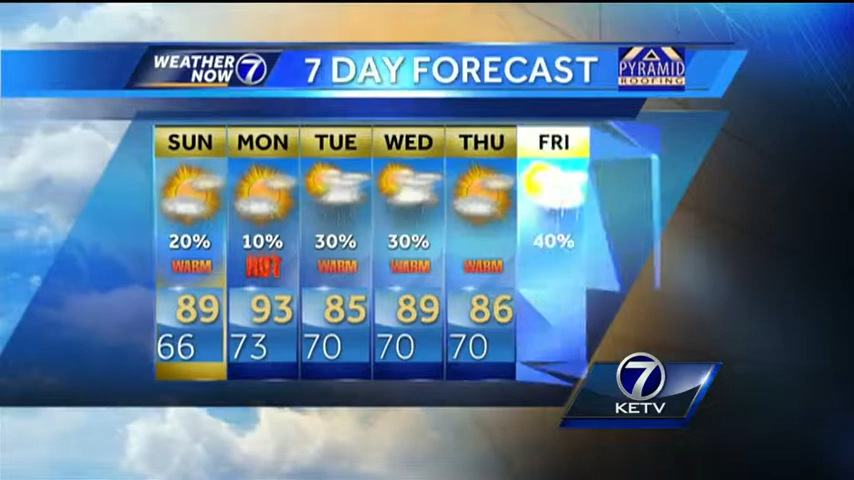 WEATHER NOW 7
7 DAY FORECAST
PYRAMID
ROOFING
SUN MON TUE WED THU FRI
20% 10% 30% 30% 40%
WARM HOT WARM WARM WARM
89 93 85 89 86
66 73 70 70 70
7
KETV